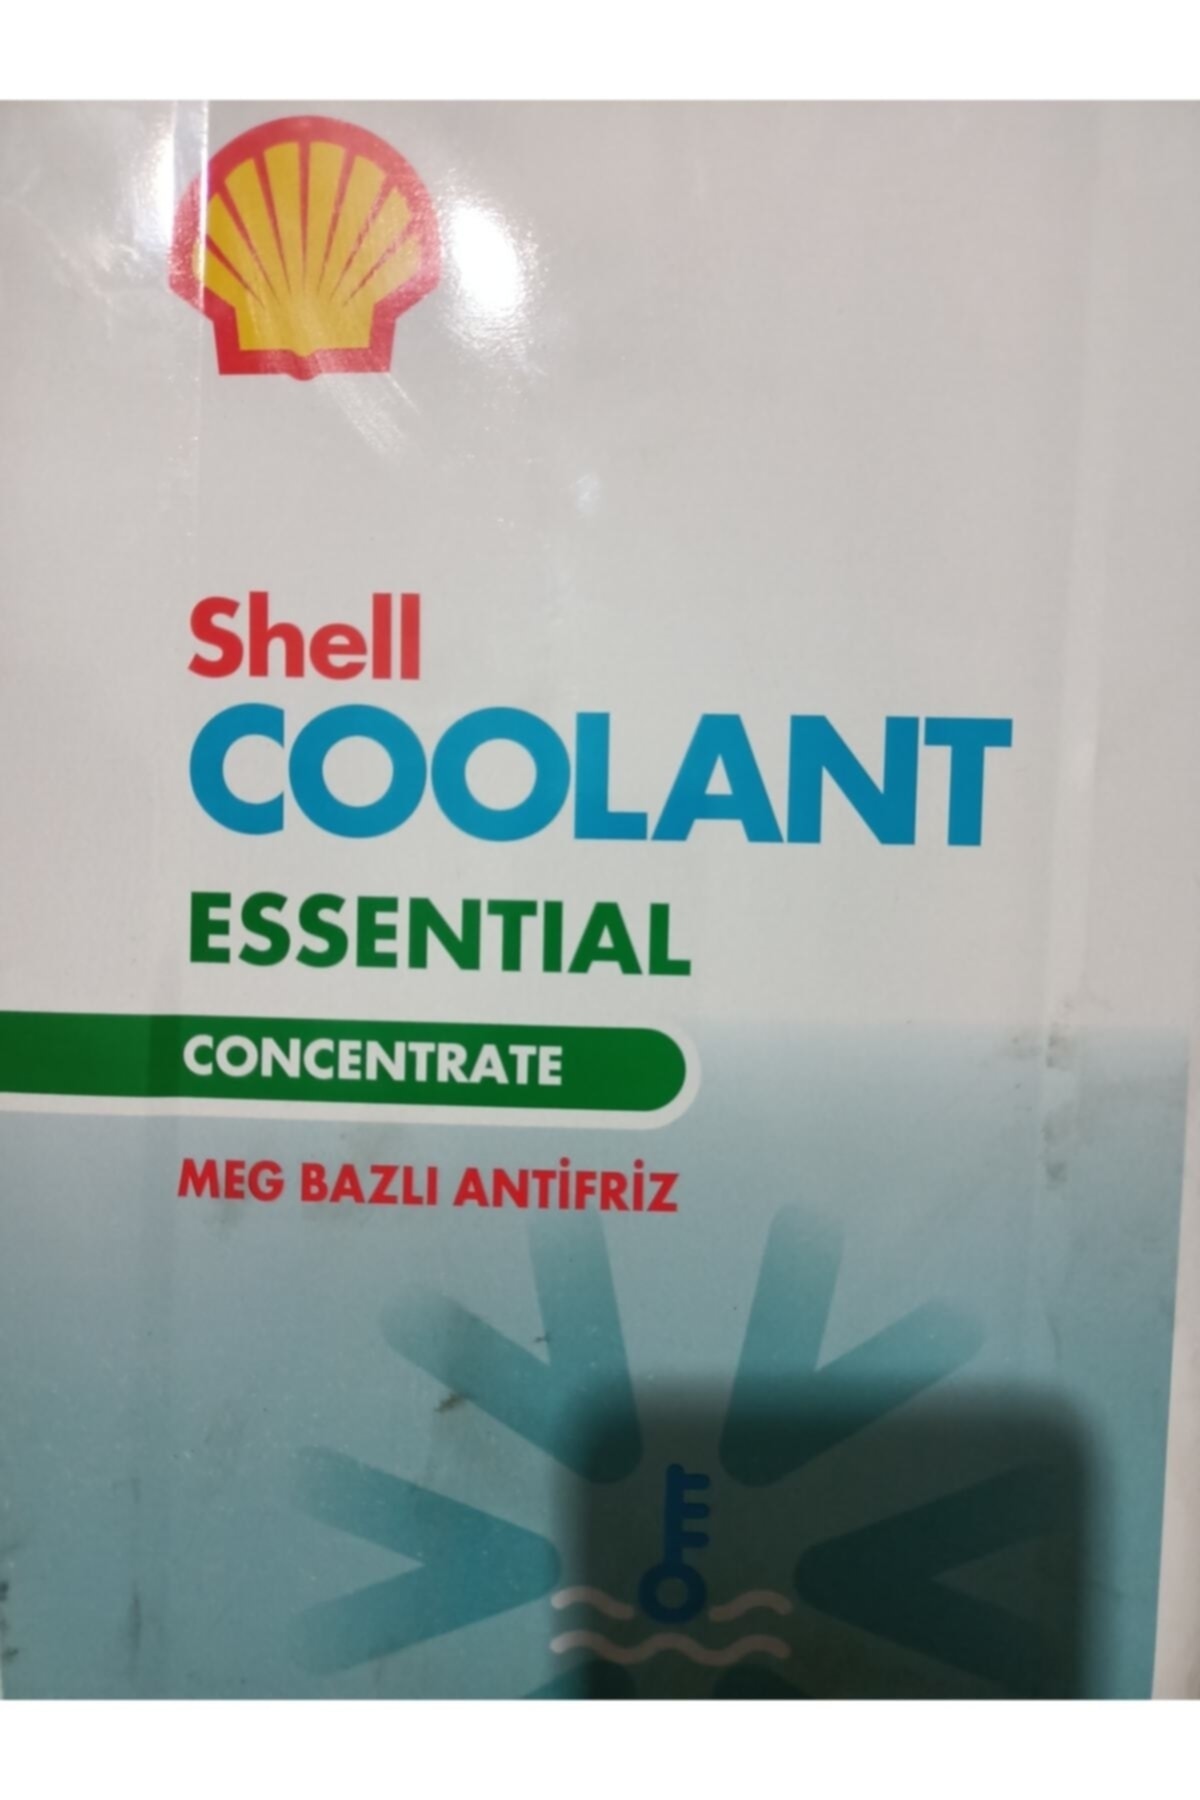 Shell
COOLANT
ESSENTIAL
CONCENTRATE
MEG BAZLI ANTİFRİZ